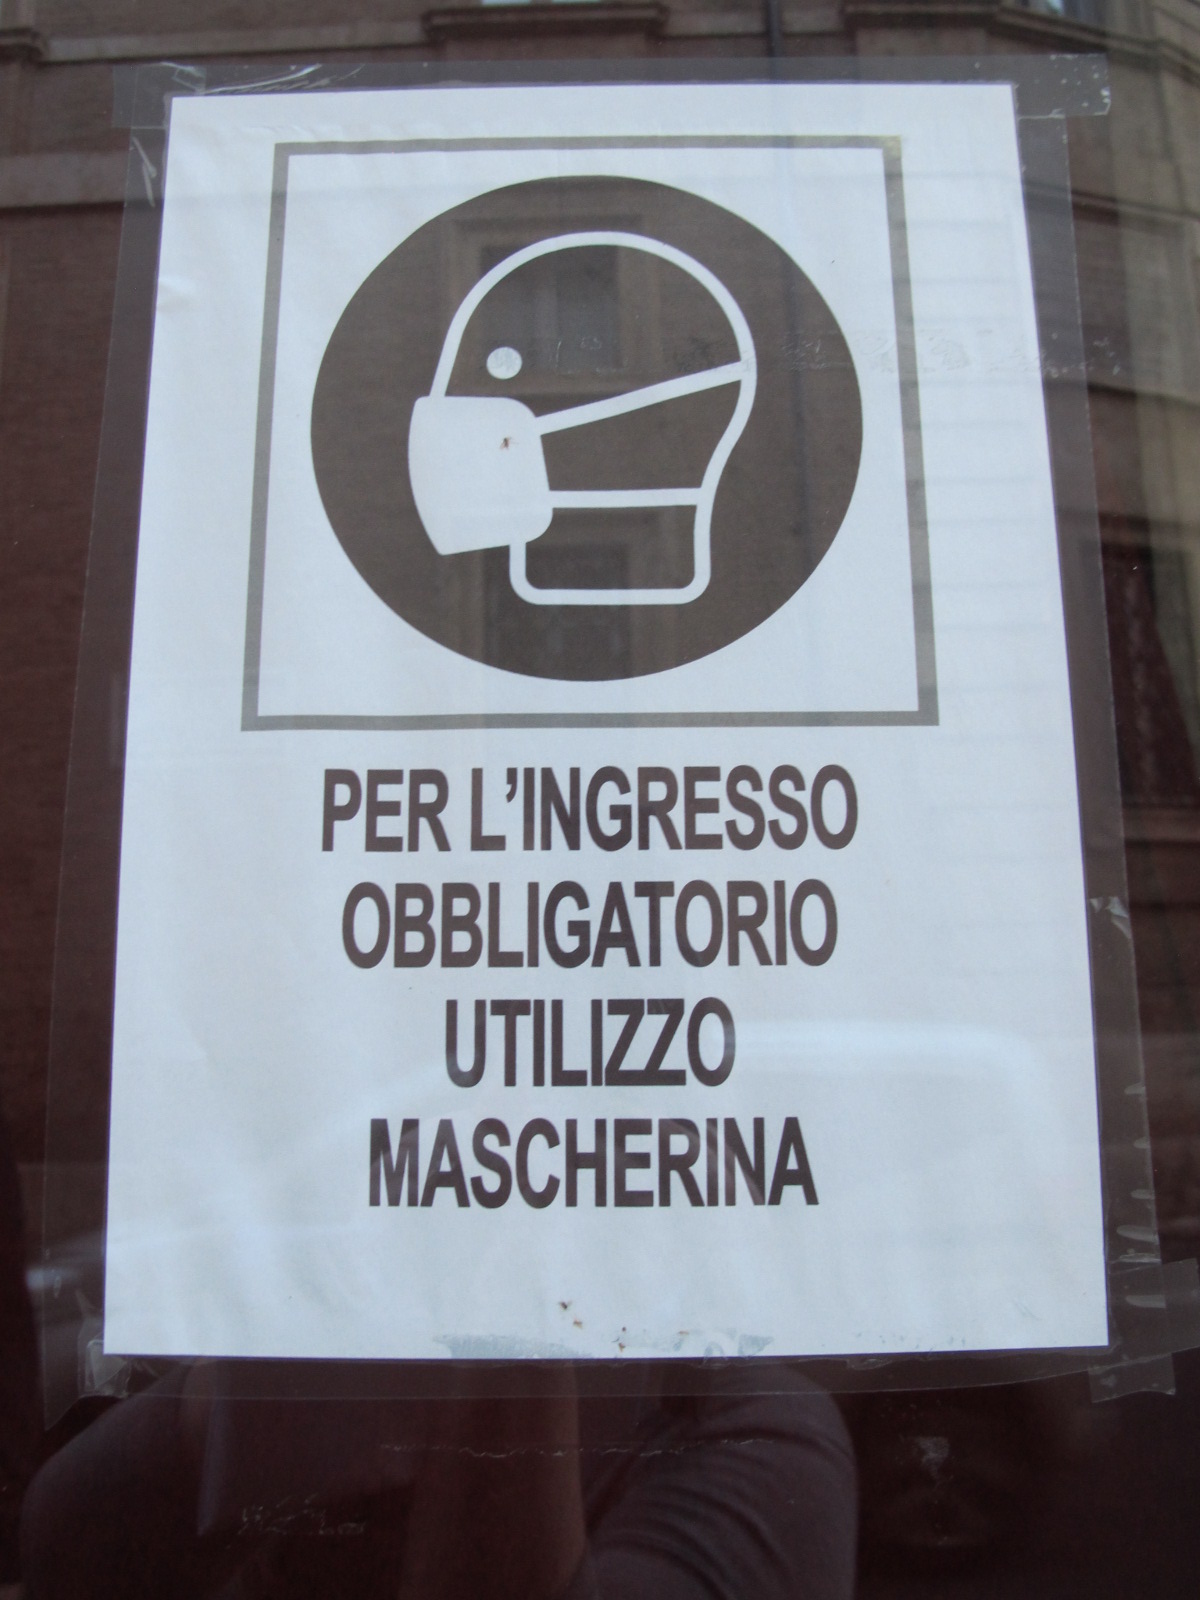 PER L'INGRESSO
OBBLIGATORIO
UTILIZZO
MASCHERINA